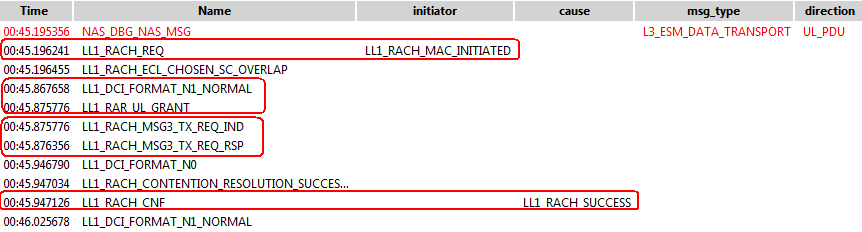 Time Name initiator cause msg_type direction
00:45.195356 NAS_DBG_NAS_MSG L3_ESM_DATA_TRANSPORT UL_PDU
00:45.196241 LL1_RACH_REQ LL1_RACH_MAC_INITIATED
00:45.196455 LL1_RACH_ECL_CHOSEN_SC_OVERLAP
00:45.867658 LL1_DCI_FORMAT_N1_NORMAL
00:45.875776 LL1_RAR_UL_GRANT
00:45.875776 LL1_RACH_MSG3_TX_REQ_IND
00:45.876356 LL1_RACH_MSG3_TX_REQ_RSP
00:45.946790 LL1_DCI_FORMAT_N0
00:45.947034 LL1_RACH_CONTENTION_RESOLUTION_SUCCES...
00:45.947126 LL1_RACH_CNF LL1_RACH_SUCCESS
00:46.025678 LL1_DCI_FORMAT_N1_NORMAL